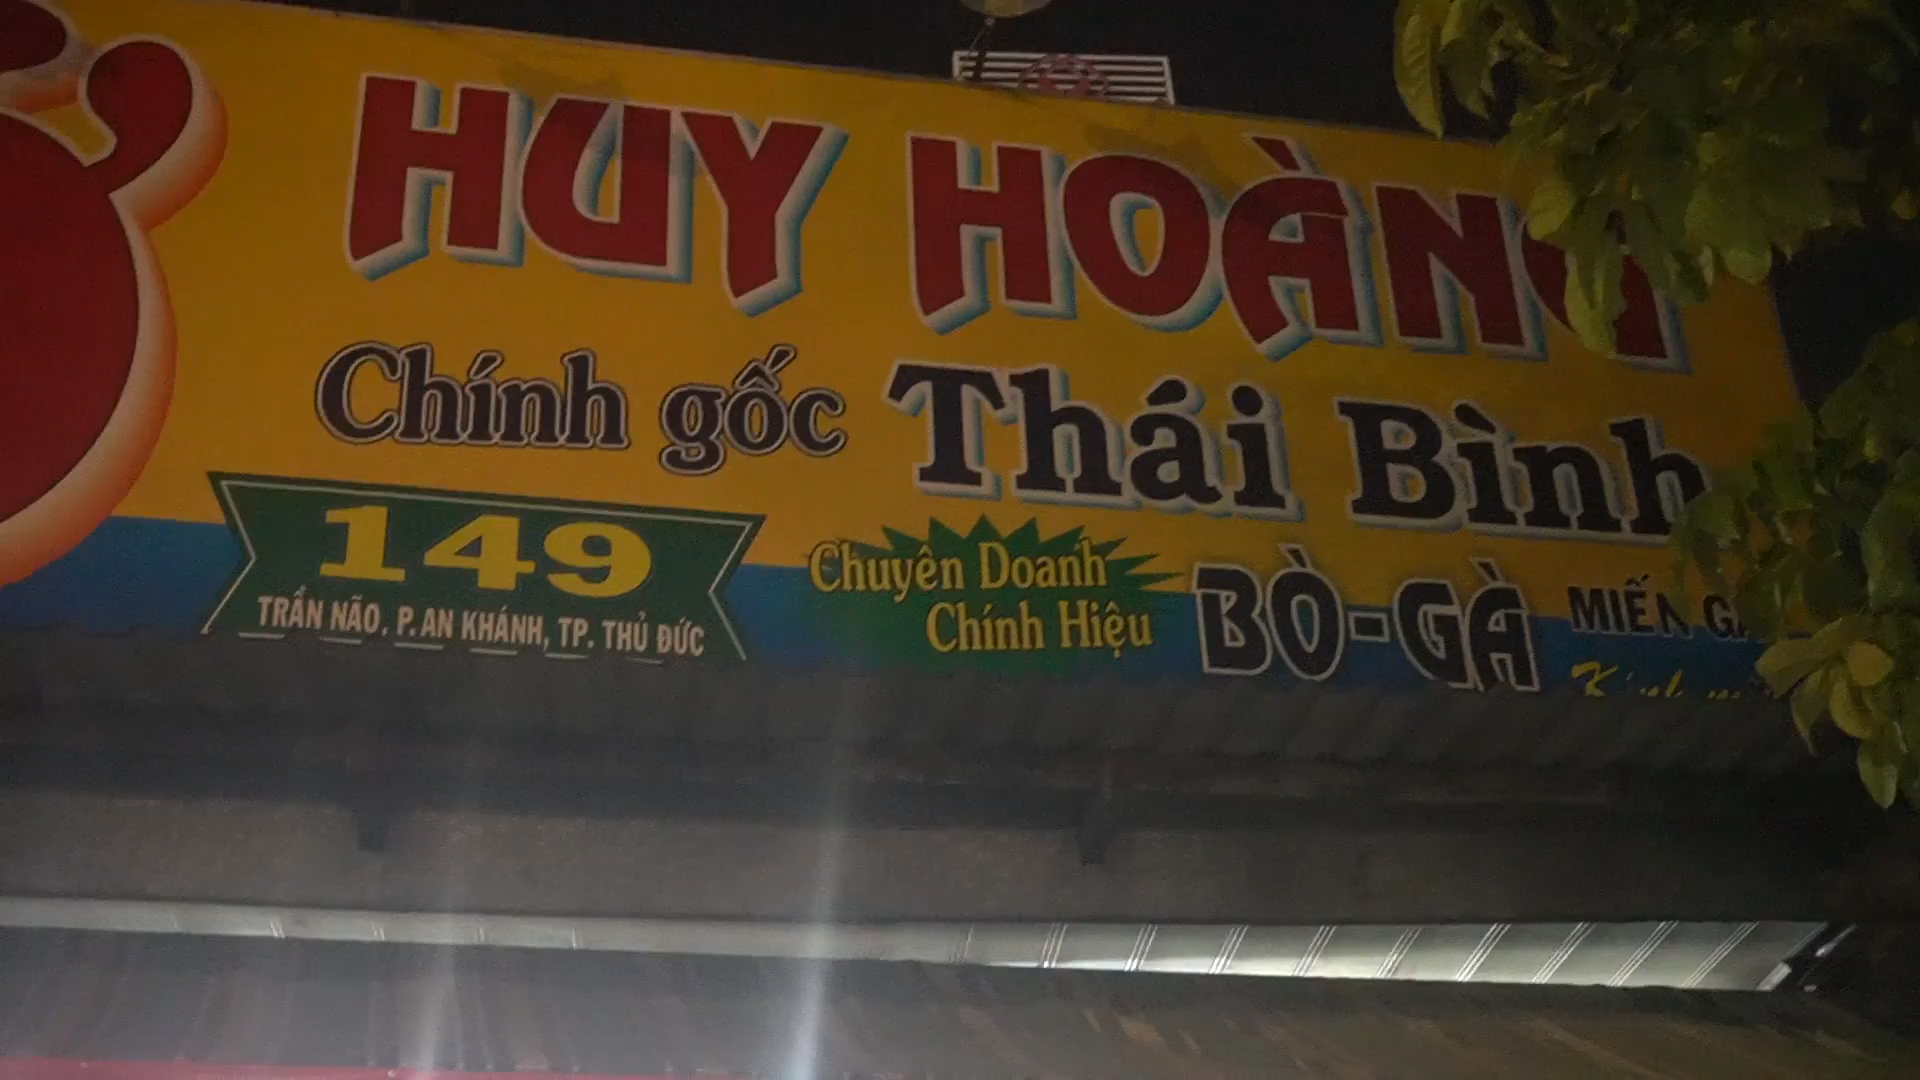 HUY HOÀNG
Chính gốc Thái Bình
149
TRẦN NÃO, P. AN KHÁNH, TP. THỦ ĐỨC
Chuyên Doanh
Chính Hiệu
BÒ-GÀ
MIẾN